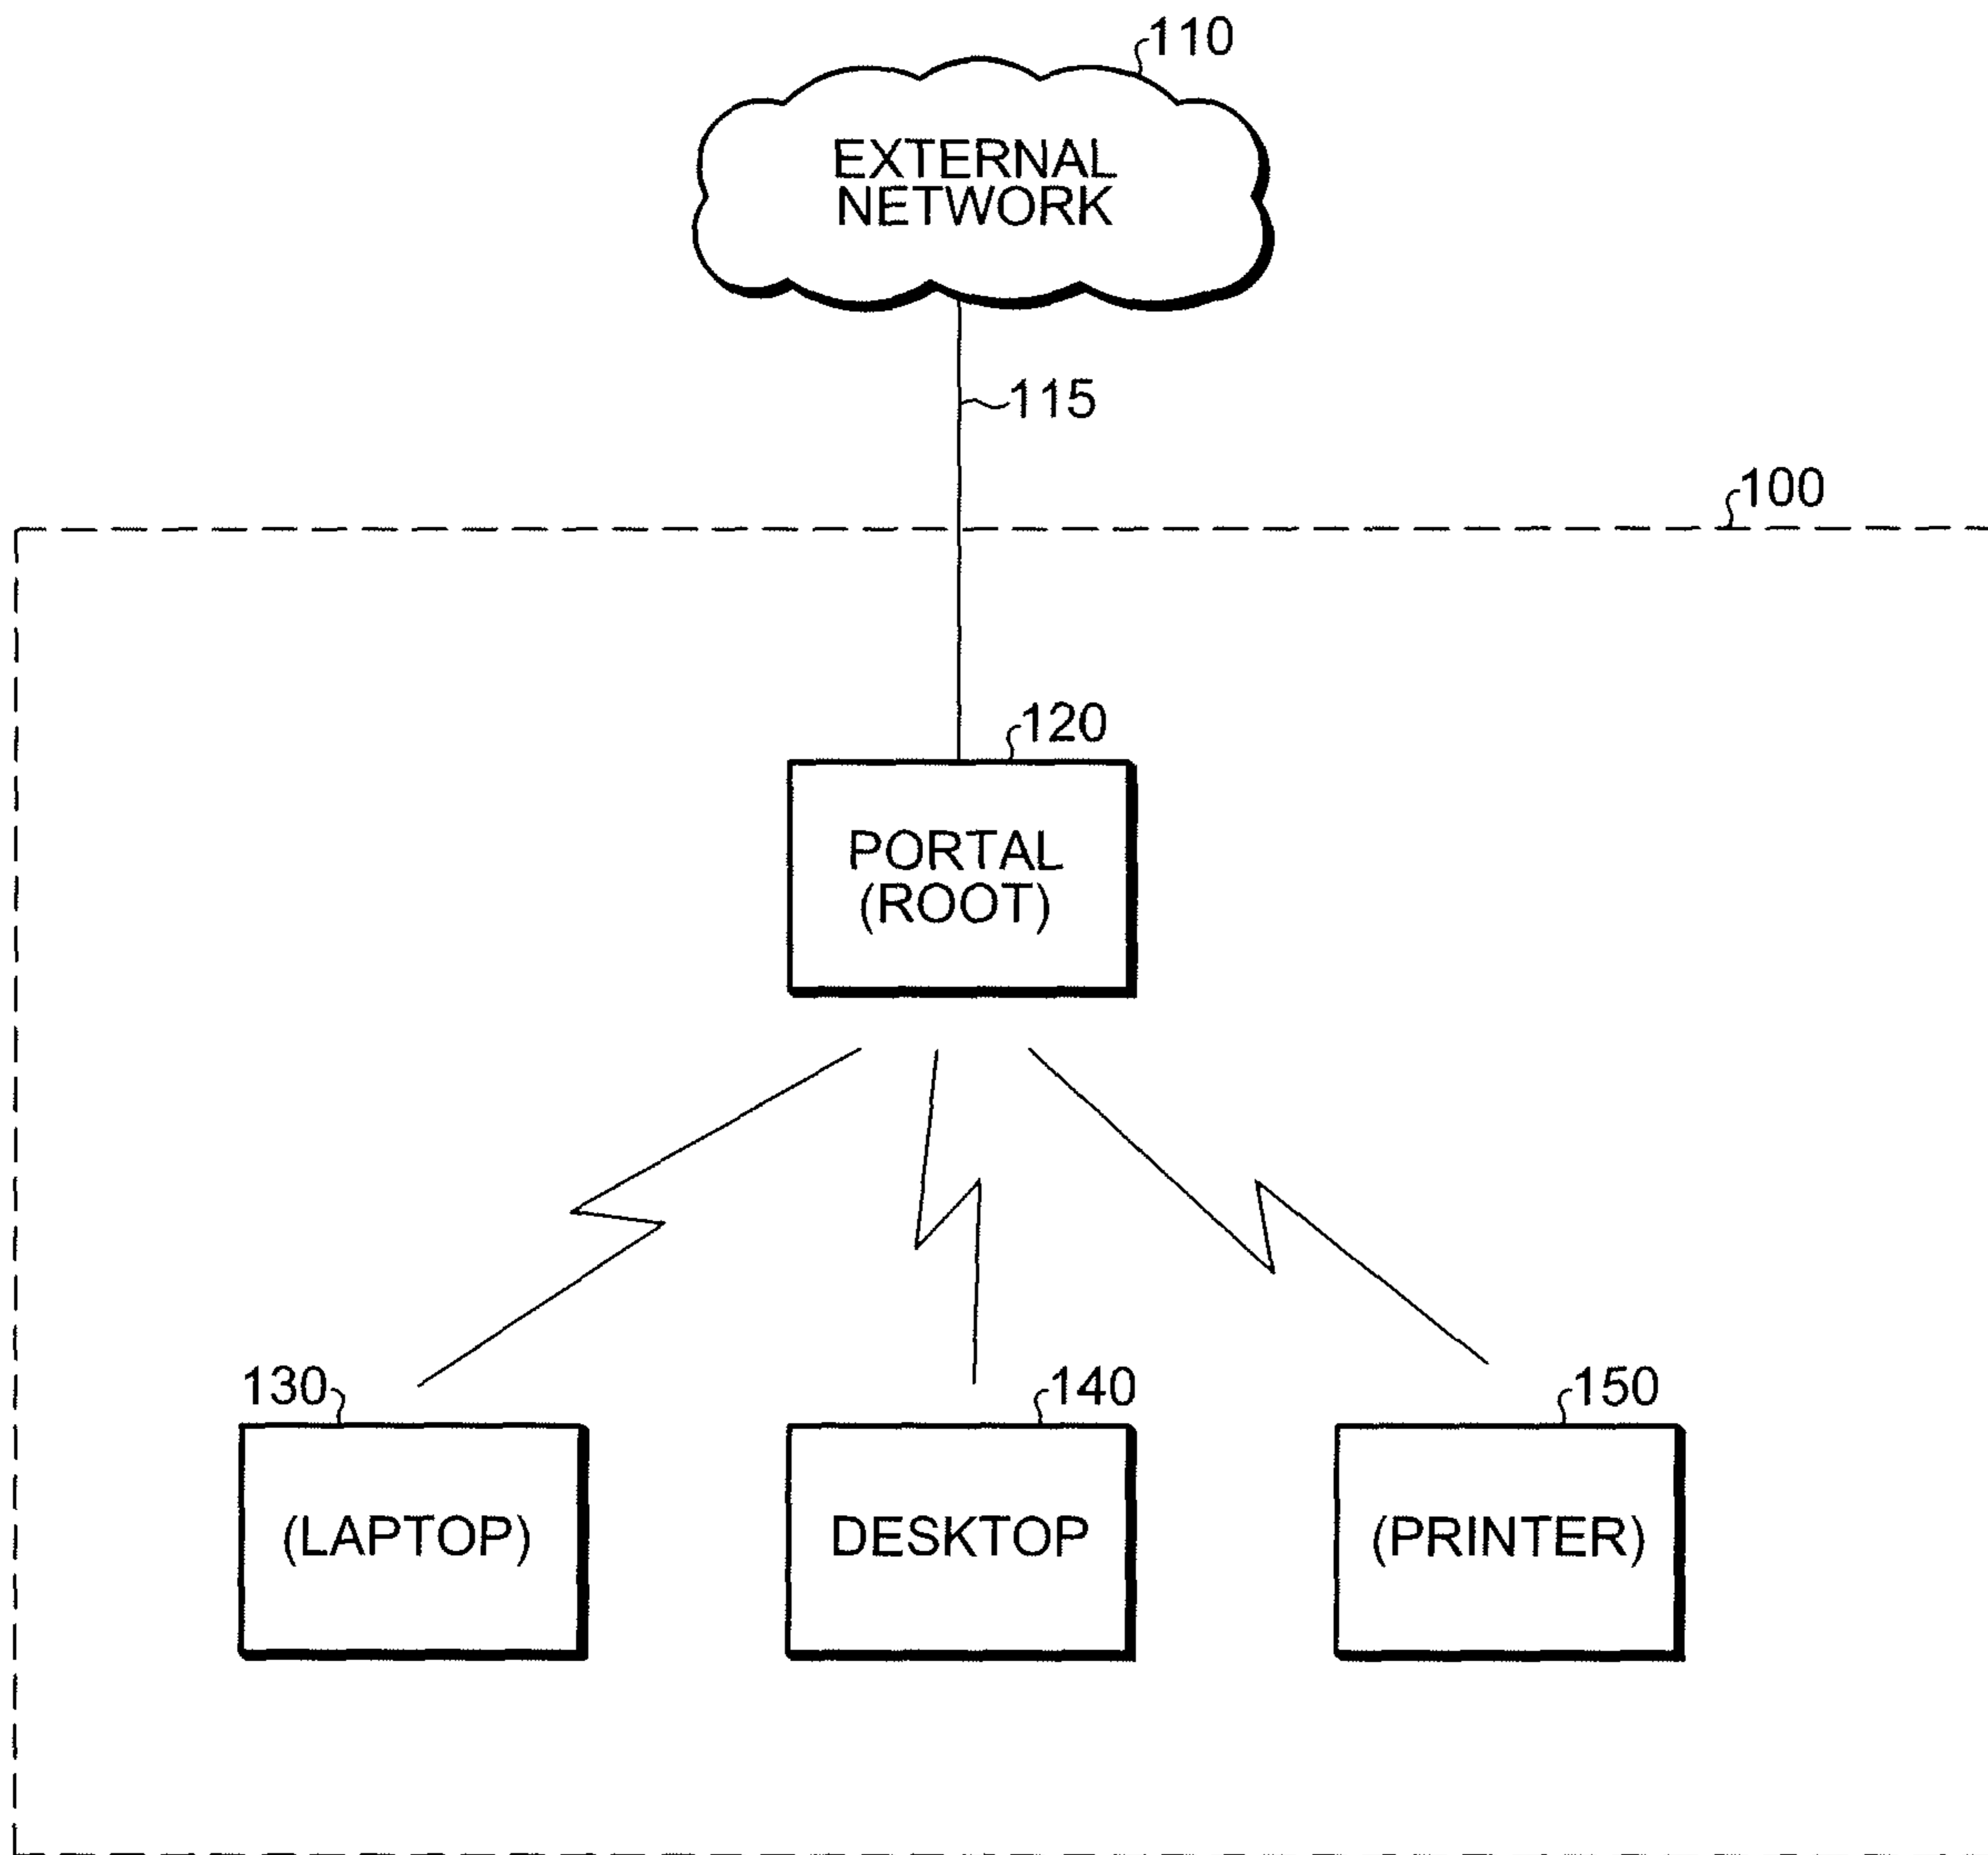 110
EXTERNAL
NETWORK
115
100
120
PORTAL
(ROOT)
130
140
150
(LAPTOP)
DESKTOP
(PRINTER)